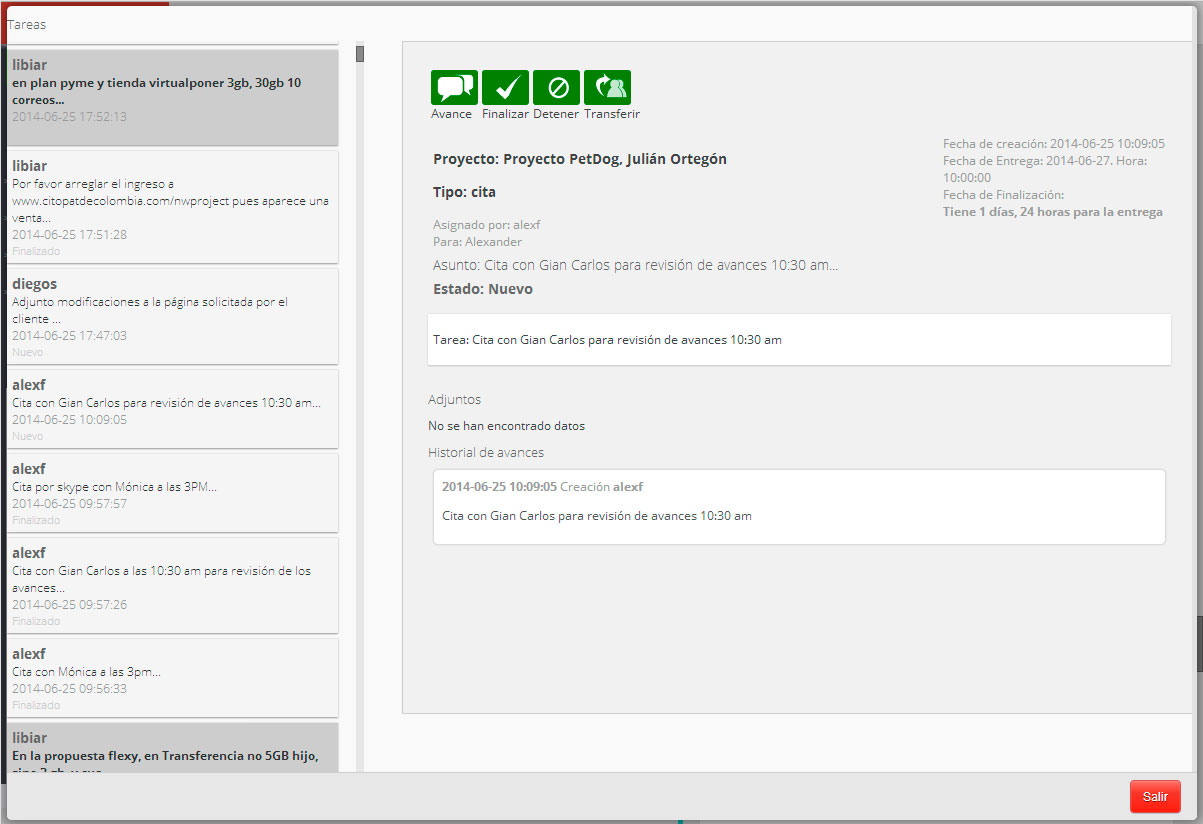 Tareas
libiar
en plan pyme y tienda virtualponer 3gb, 30gb 10
correos...
2014-06-25 17:52:13
libiar
Por favor arreglar el ingreso a
www.citopatdecolombia.com/nwproject pues aparece una
venta...
2014-06-25 17:51:28
Finalizado
diegos
Adjunto modificaciones a la página solicitada por el
cliente ...
2014-06-25 17:47:03
Nuevo
alexf
Cita con Gian Carlos para revisión de avances 10:30 am...
2014-06-25 10:09:05
Nuevo
alexf
Cita por skype con Mónica a las 3PM...
2014-06-25 09:57:57
Finalizado
alexf
Cita con Gian Carlos a las 10:30 am para revisión de los
avances...
2014-06-25 09:57:26
Finalizado
alexf
Cita con Mónica a las 3pm...
2014-06-25 09:56:33
Finalizado
libiar
En la propuesta flexy, en Transferencia no 5GB hijo,
Avance Finalizar Detener Transferir
Proyecto: Proyecto PetDog, Julián Ortegón
Tipo: cita
Asignado por: alexf
Para: Alexander
Asunto: Cita con Gian Carlos para revisión de avances 10:30 am...
Estado: Nuevo
Fecha de creación: 2014-06-25 10:09:05
Fecha de Entrega: 2014-06-27. Hora:
10:00:00
Fecha de Finalización:
Tiene 1 días, 24 horas para la entrega
Tarea: Cita con Gian Carlos para revisión de avances 10:30 am
Adjuntos
No se han encontrado datos
Historial de avances
2014-06-25 10:09:05 Creación alexf
Cita con Gian Carlos para revisión de avances 10:30 am
Salir